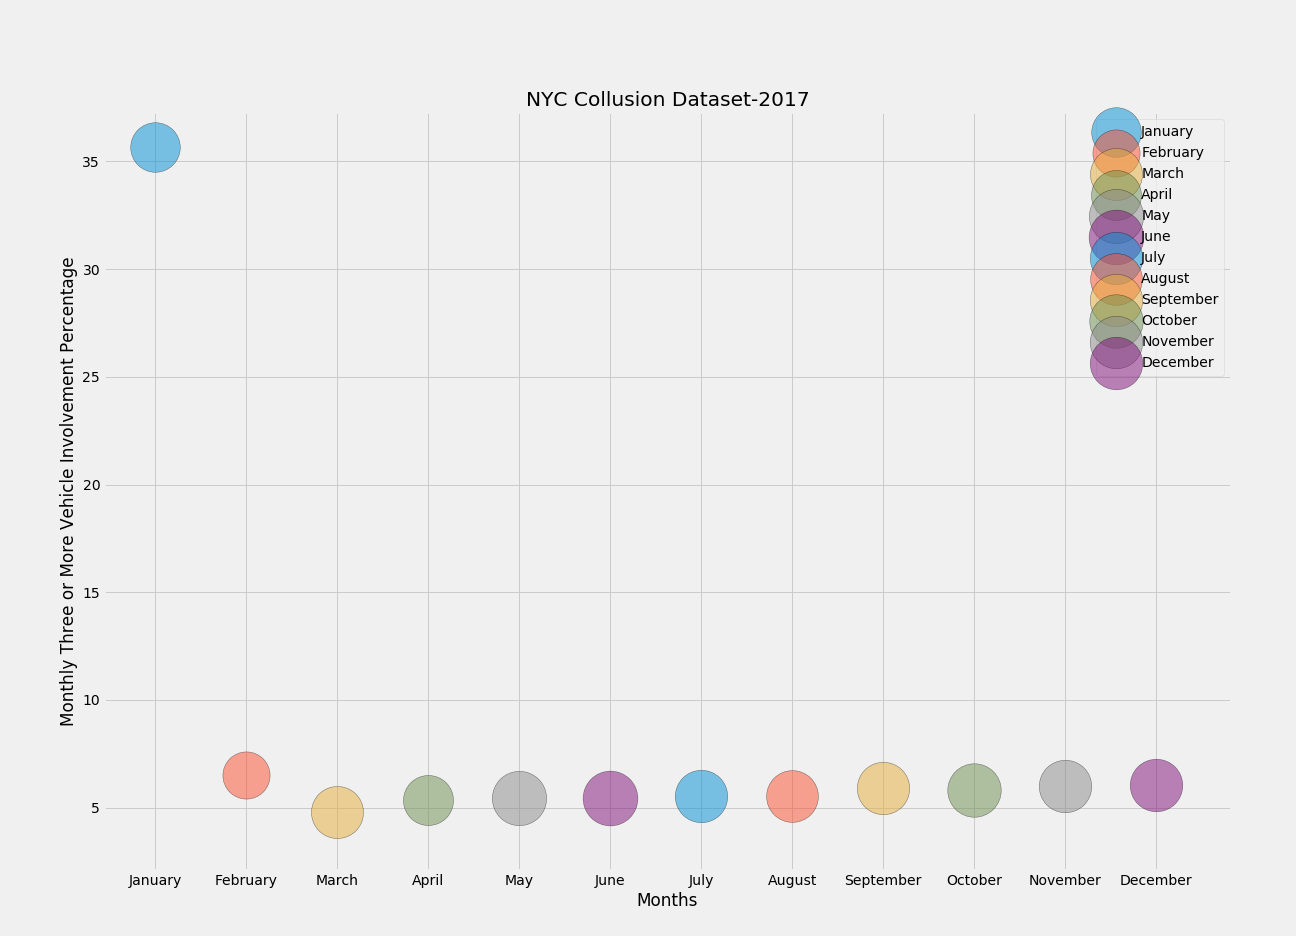 NYC Collusion Dataset-2017
January
February
March
April
May
June
July
August
September
October
November
December
Monthly Three or More Vehicle Involvement Percentage
35
30
25
20
15
10
5
January February March April May June July August September October November December
Months